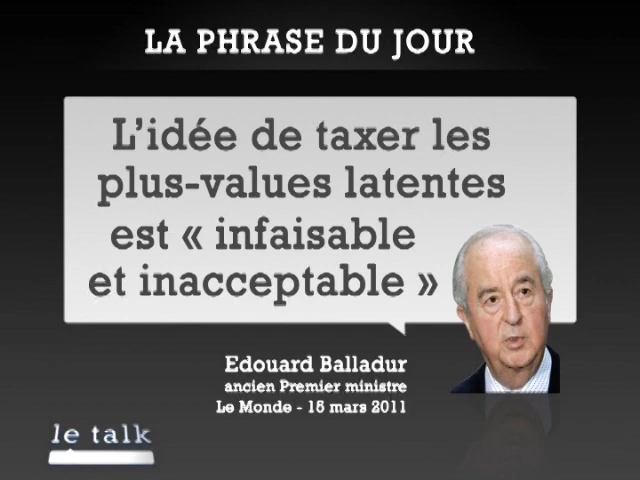 LA PHRASE DU JOUR
L’idée de taxer les
plus-values latentes
est « infaisable
et inacceptable »
Edouard Balladur
ancien Premier ministre
Le Monde - 15 mars 2011
le talk